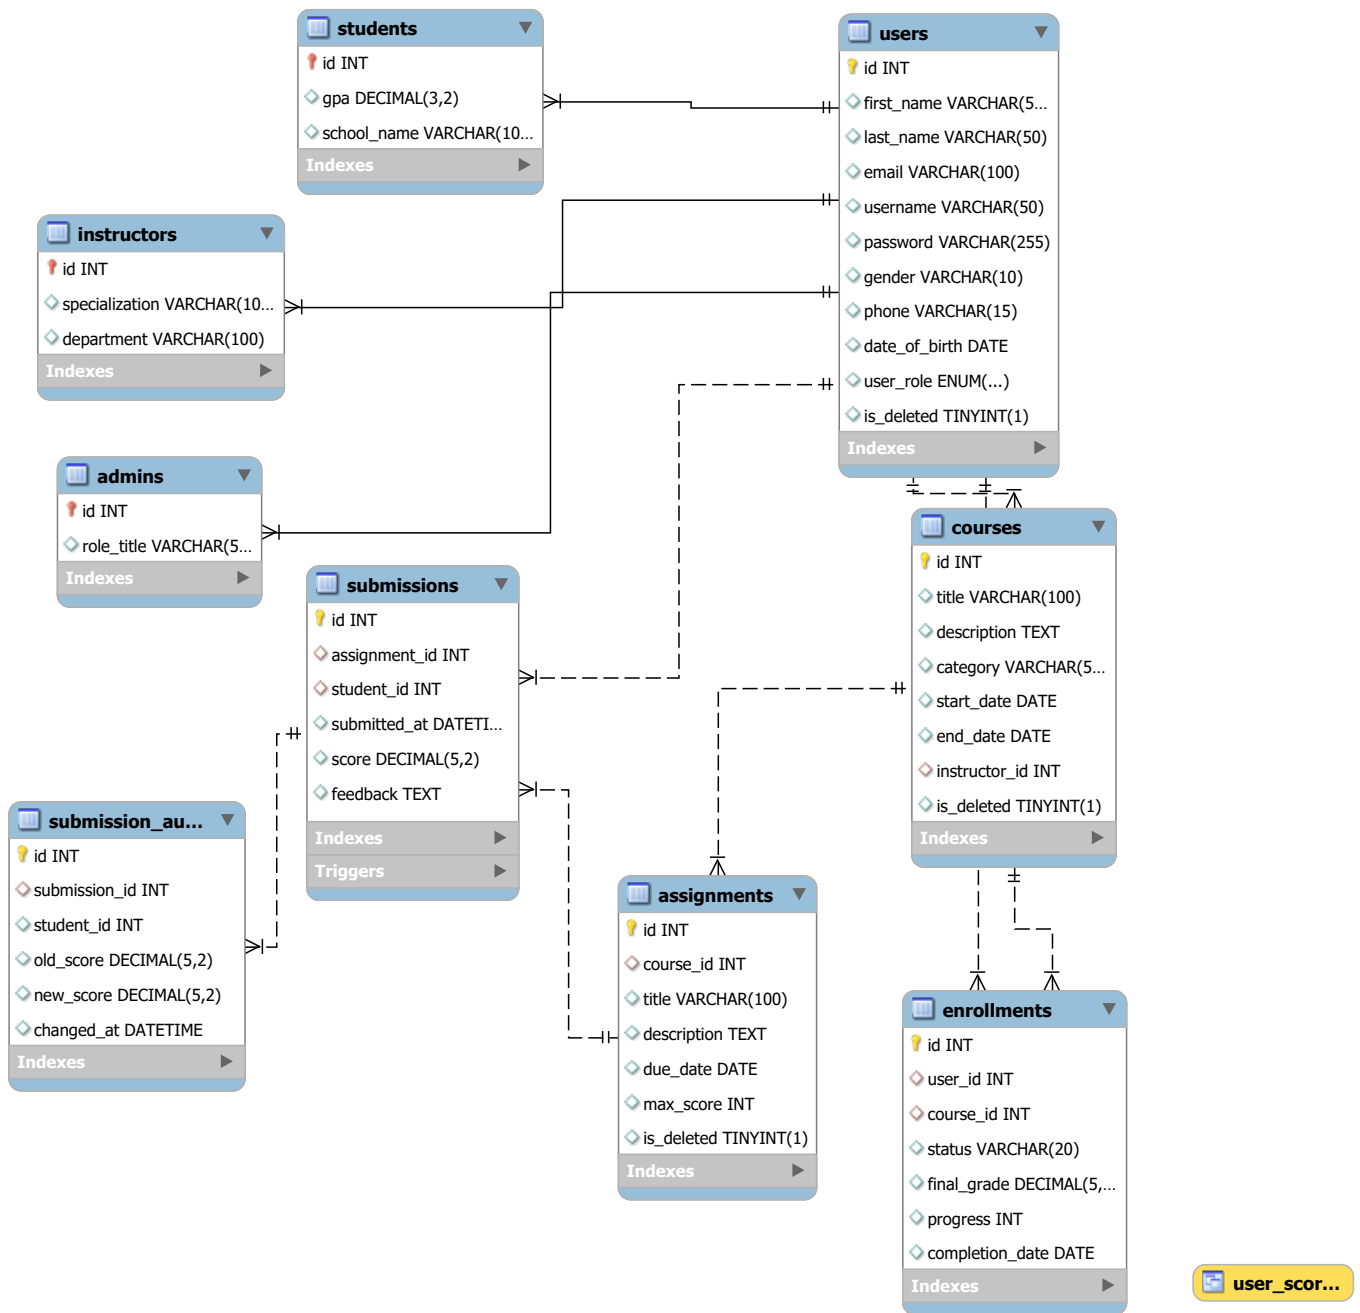 students
id INT
gpa DECIMAL(3,2)
school_name VARCHAR(10...
Indexes
users
id INT
first_name VARCHAR(5...
last_name VARCHAR(50)
email VARCHAR(100)
username VARCHAR(50)
password VARCHAR(255)
gender VARCHAR(10)
phone VARCHAR(15)
date_of_birth DATE
user_role ENUM(...)
is_deleted TINYINT(1)
Indexes
instructors
id INT
specialization VARCHAR(10...
department VARCHAR(100)
Indexes
admins
id INT
role_title VARCHAR(5...
Indexes
courses
id INT
title VARCHAR(100)
description TEXT
category VARCHAR(5...
start_date DATE
end_date DATE
instructor_id INT
is_deleted TINYINT(1)
Indexes
submissions
id INT
assignment_id INT
student_id INT
submitted_at DATETI...
score DECIMAL(5,2)
feedback TEXT
Indexes
Triggers
submission_au...
id INT
submission_id INT
student_id INT
old_score DECIMAL(5,2)
new_score DECIMAL(5,2)
changed_at DATETIME
Indexes
assignments
id INT
course_id INT
title VARCHAR(100)
description TEXT
due_date DATE
max_score INT
is_deleted TINYINT(1)
Indexes
enrollments
id INT
user_id INT
course_id INT
status VARCHAR(20)
final_grade DECIMAL(5,...
progress INT
completion_date DATE
Indexes
user_scor...